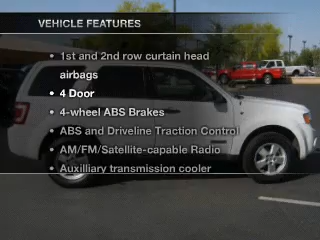 VEHICLE FEATURES
• 1st and 2nd row curtain head
airbags
• 4 Door
• 4-wheel ABS Brakes
• ABS and Driveline Traction Control
• AM/FM/Satellite-capable Radio
• Auxilliary transmission cooler